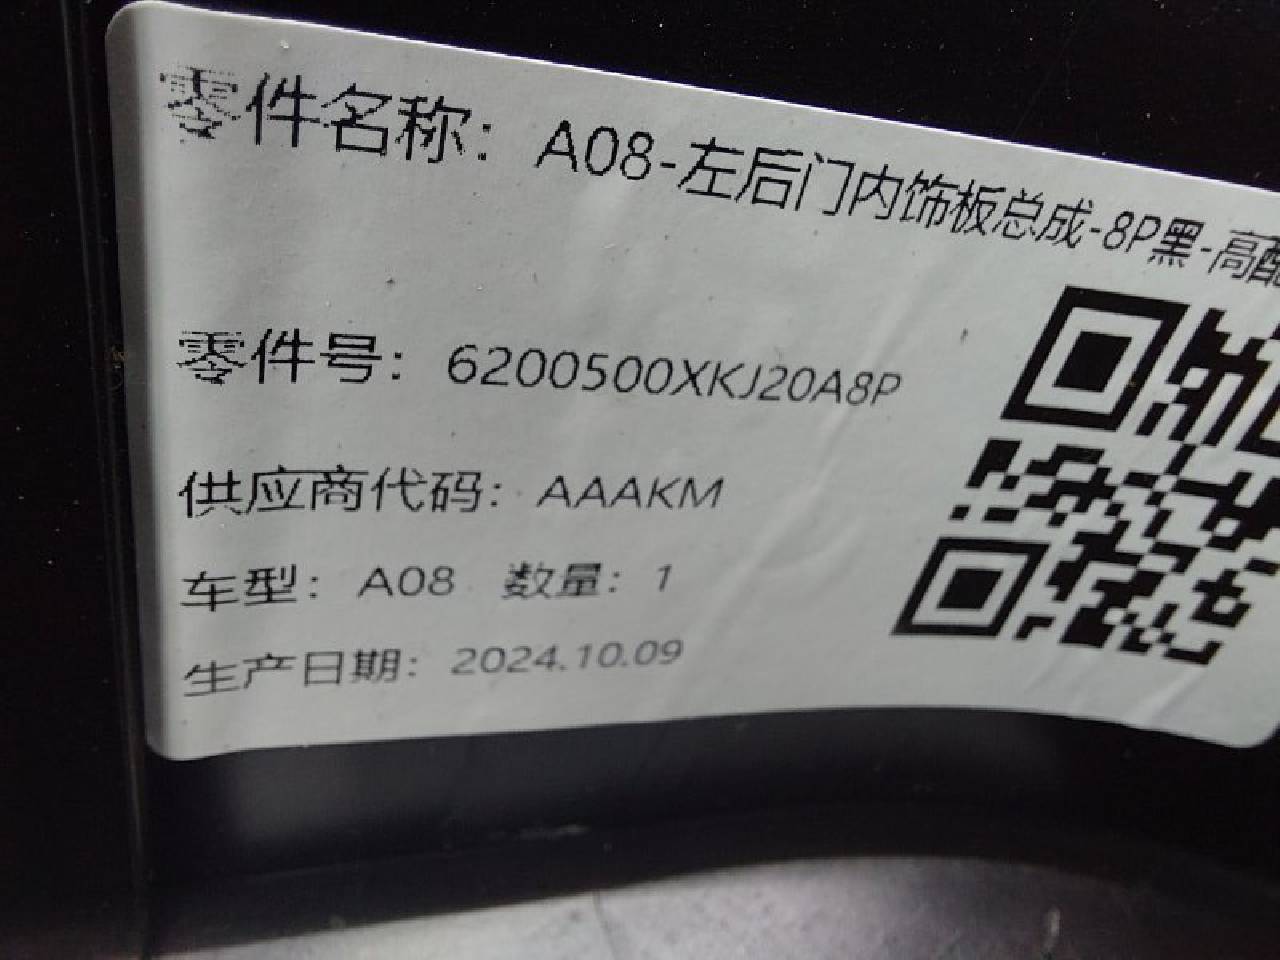 零件名称：A08-左后门内饰板总成-8P黑-高配
零件号：6200500XKJ20A8P
供应商代码：AAAKM
车型：A08 数量：1
生产日期：2024.10.09